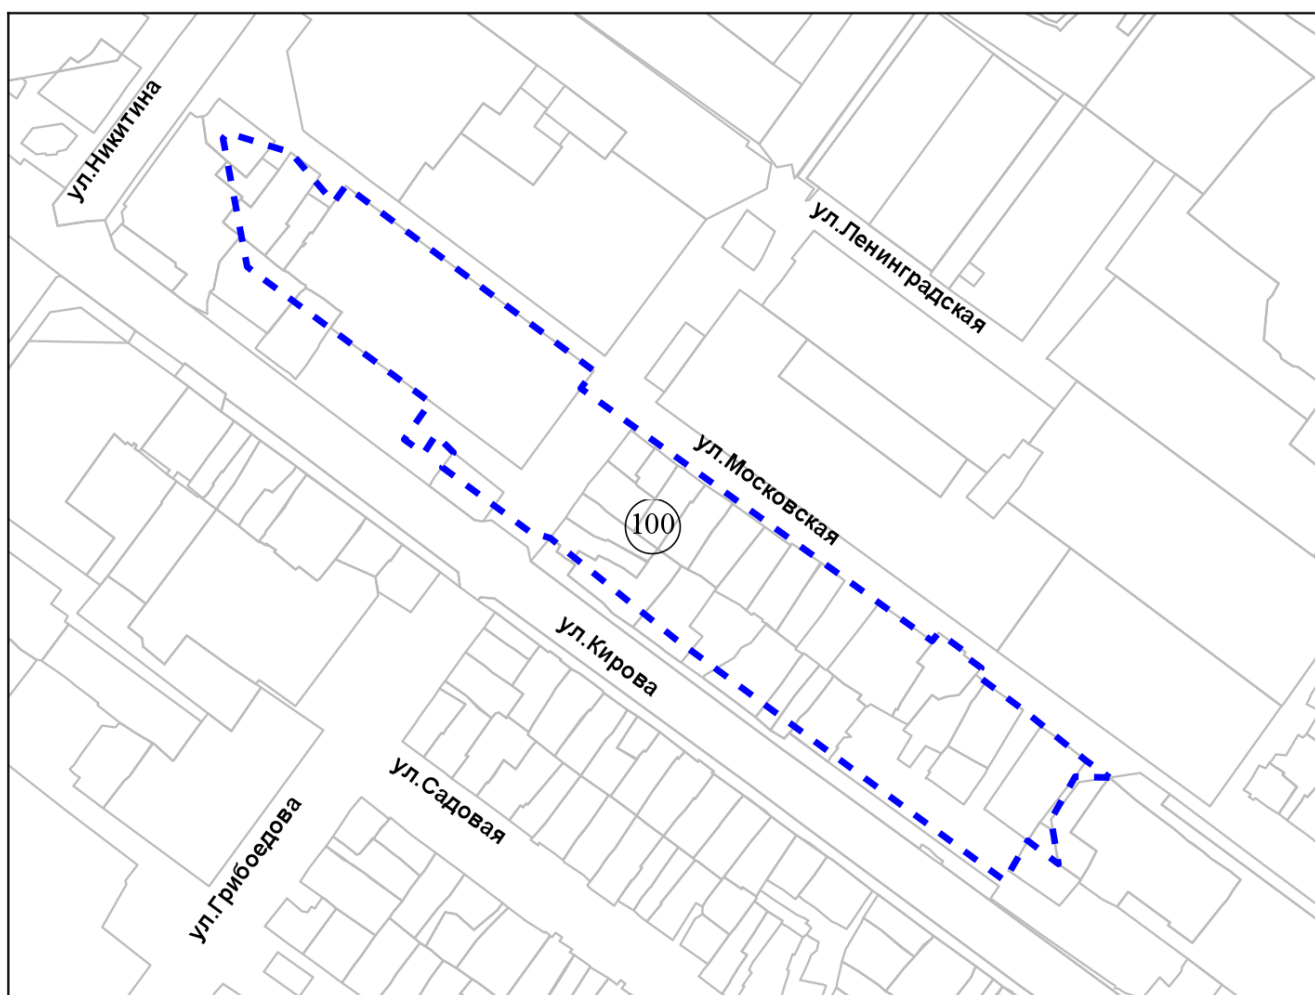 ул.Никитина
ул.Ленинградская
ул.Московская
100
ул.Кирова
ул.Садовая
ул.Грибоедова